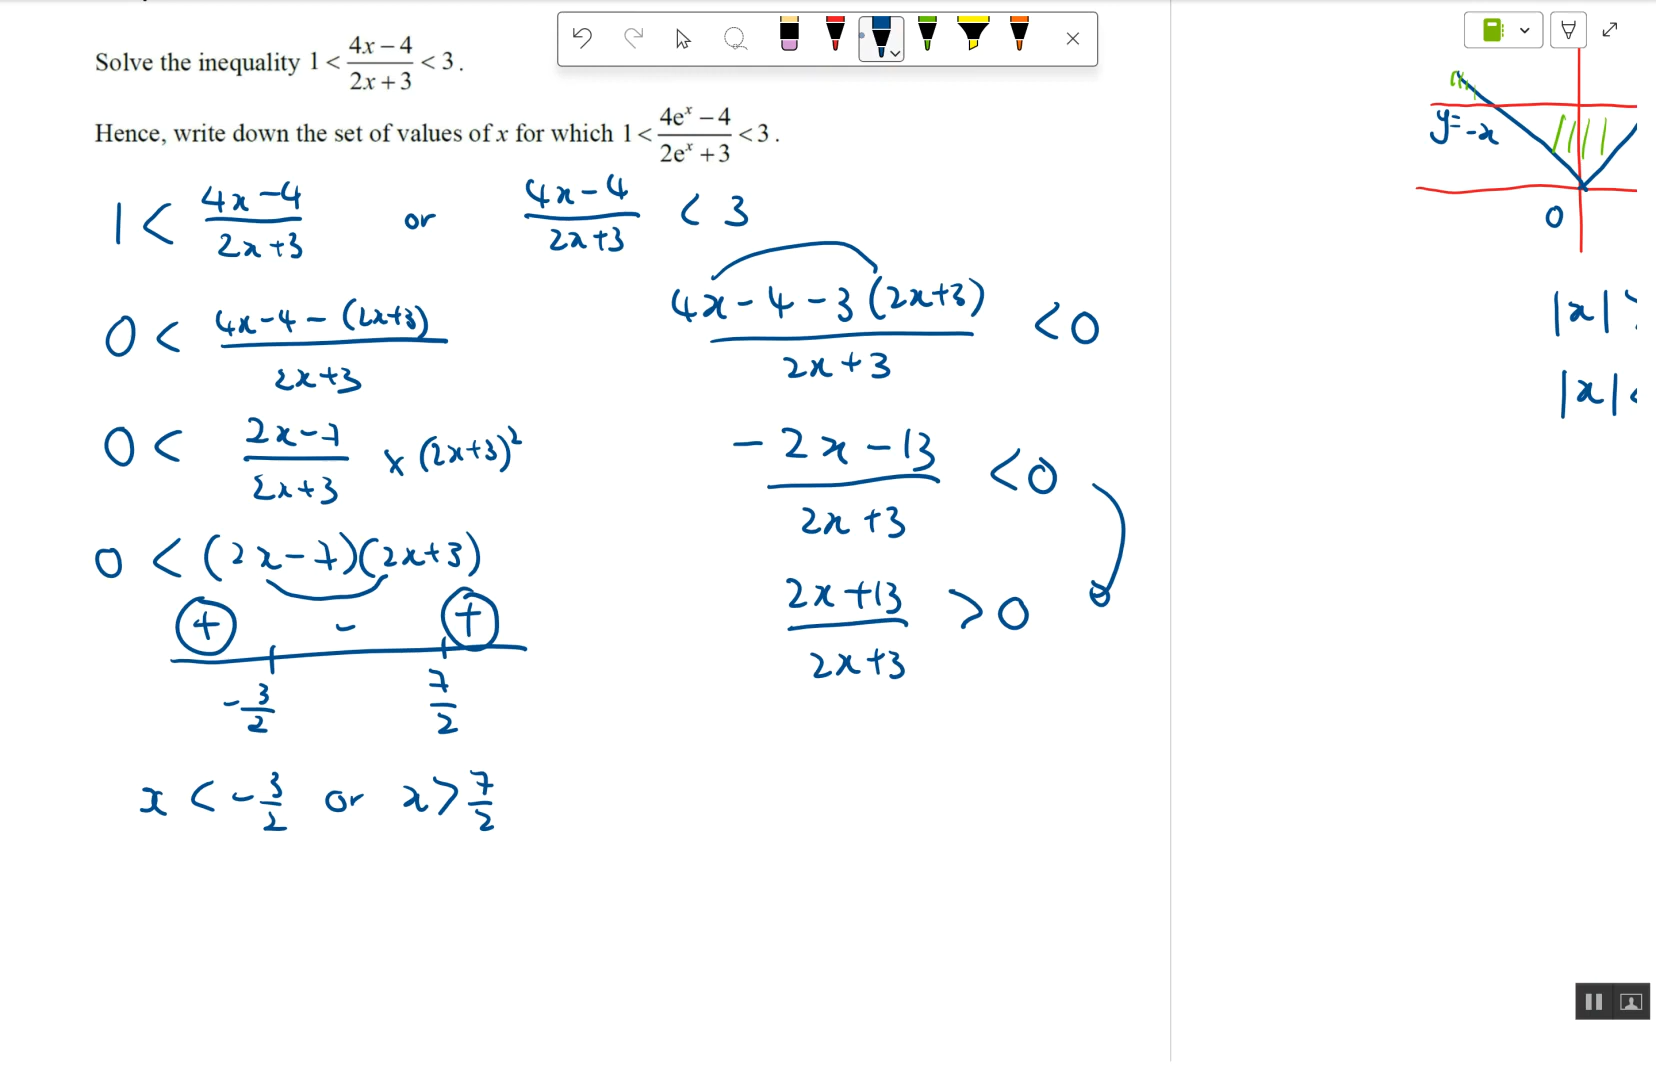 Solve the inequality 1 < (4x − 4)/(2x + 3) < 3.
Hence, write down the set of values of x for which 1 < (4eˣ − 4)/(2eˣ + 3) < 3.
1 < (4x − 4)/(2x + 3) or (4x − 4)/(2x + 3) < 3
0 < (4x − 4 − (2x + 3))/(2x + 3)
0 < (2x − 7)/(2x + 3) × (2x + 3)²
0 < (2x − 7)(2x + 3)
+ − +
−3/2 7/2
x < −3/2 or x > 7/2
(4x − 4 − 3(2x + 3))/(2x + 3) < 0
(−2x − 13)/(2x + 3) < 0
(2x + 13)/(2x + 3) > 0
y = −x
0
|x|
|x| <